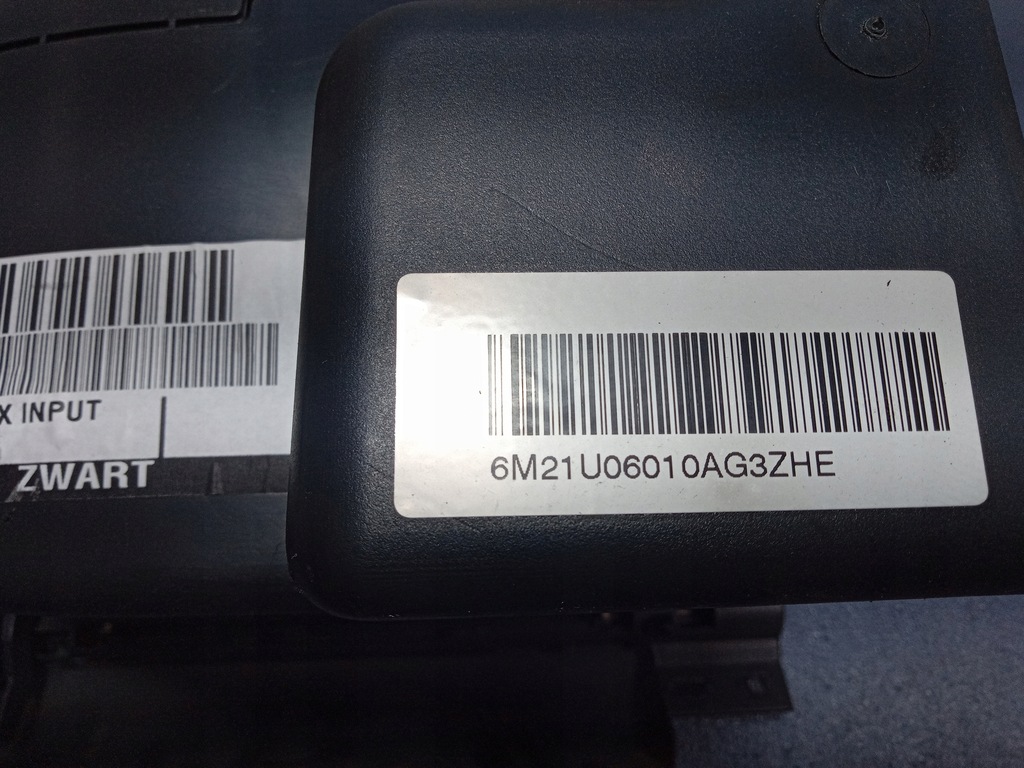 X INPUT
ZWART
6M21U06010AG3ZHE